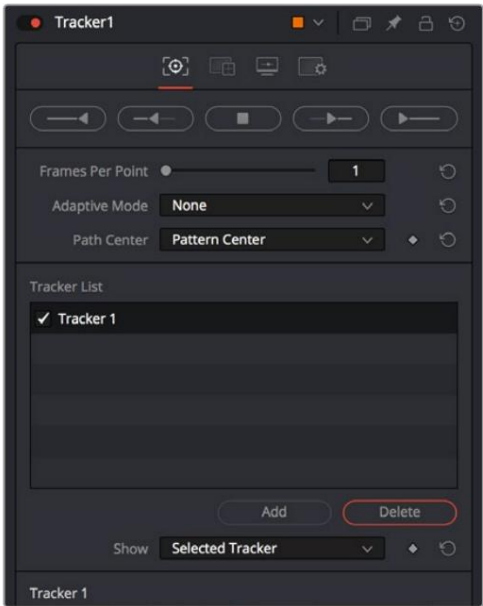 Tracker1
Frames Per Point 1
Adaptive Mode None
Path Center Pattern Center
Tracker List
Tracker 1
Add Delete
Show Selected Tracker
Tracker 1